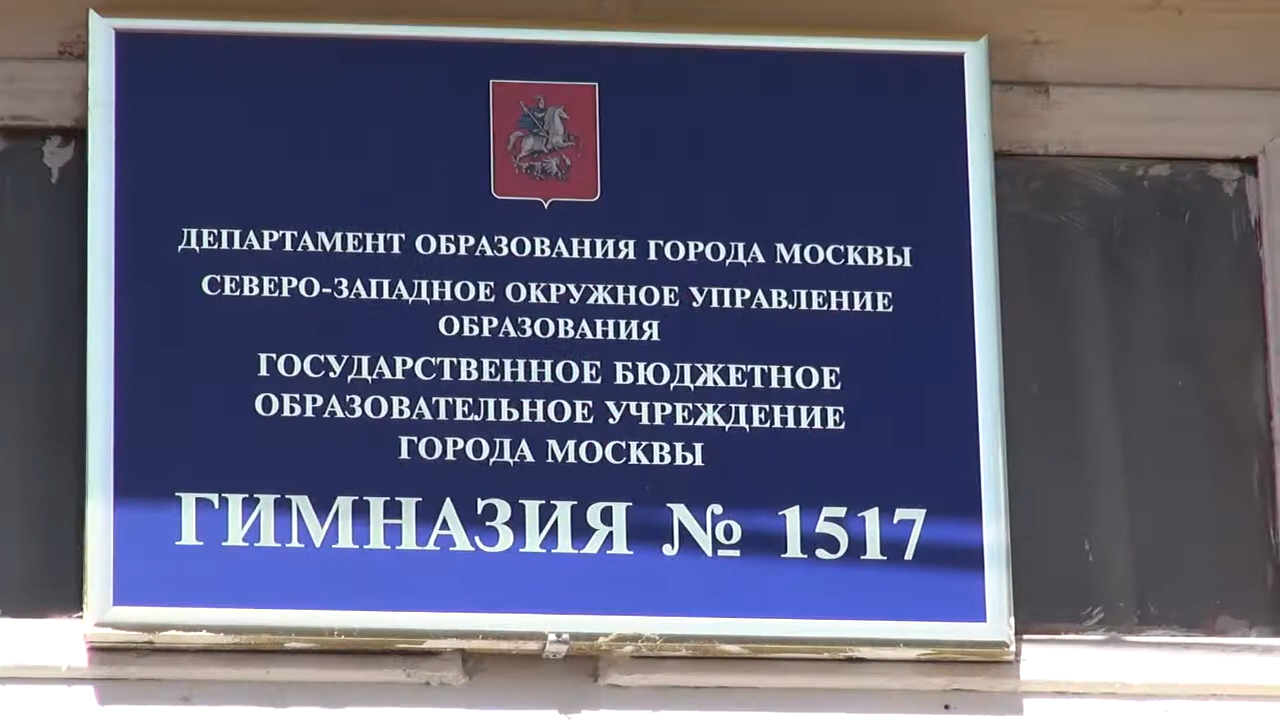 ДЕПАРТАМЕНТ ОБРАЗОВАНИЯ ГОРОДА МОСКВЫ
СЕВЕРО-ЗАПАДНОЕ ОКРУЖНОЕ УПРАВЛЕНИЕ
ОБРАЗОВАНИЯ
ГОСУДАРСТВЕННОЕ БЮДЖЕТНОЕ
ОБРАЗОВАТЕЛЬНОЕ УЧРЕЖДЕНИЕ
ГОРОДА МОСКВЫ
ГИМНАЗИЯ № 1517